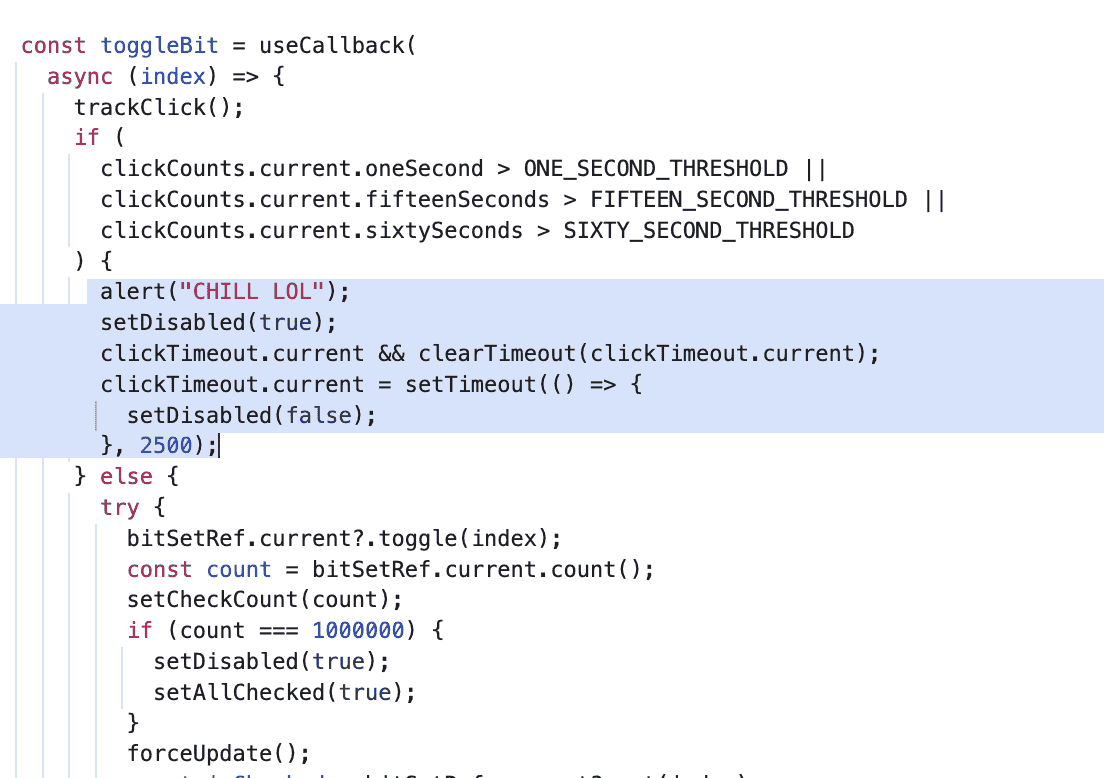 const toggleBit = useCallback(
async (index) => {
trackClick();
if (
clickCounts.current.oneSecond > ONE_SECOND_THRESHOLD ||
clickCounts.current.fifteenSeconds > FIFTEEN_SECOND_THRESHOLD ||
clickCounts.current.sixtySeconds > SIXTY_SECOND_THRESHOLD
) {
alert("CHILL LOL");
setDisabled(true);
clickTimeout.current && clearTimeout(clickTimeout.current);
clickTimeout.current = setTimeout(() => {
setDisabled(false);
}, 2500);
} else {
try {
bitSetRef.current?.toggle(index);
const count = bitSetRef.current.count();
setCheckCount(count);
if (count === 1000000) {
setDisabled(true);
setAllChecked(true);
}
forceUpdate();